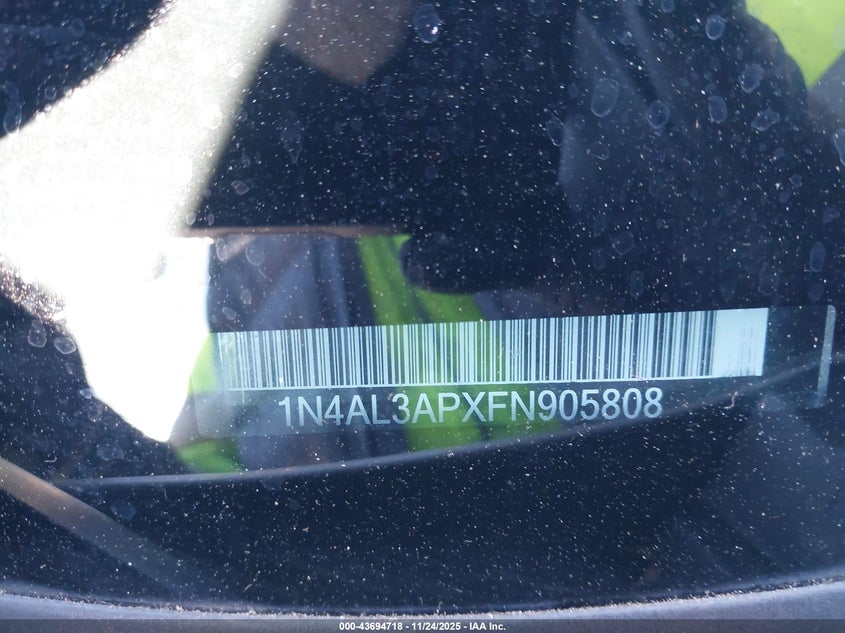 1N4AL3APXFN905808
000-43694718 - 11/24/2025 - IAA Inc.